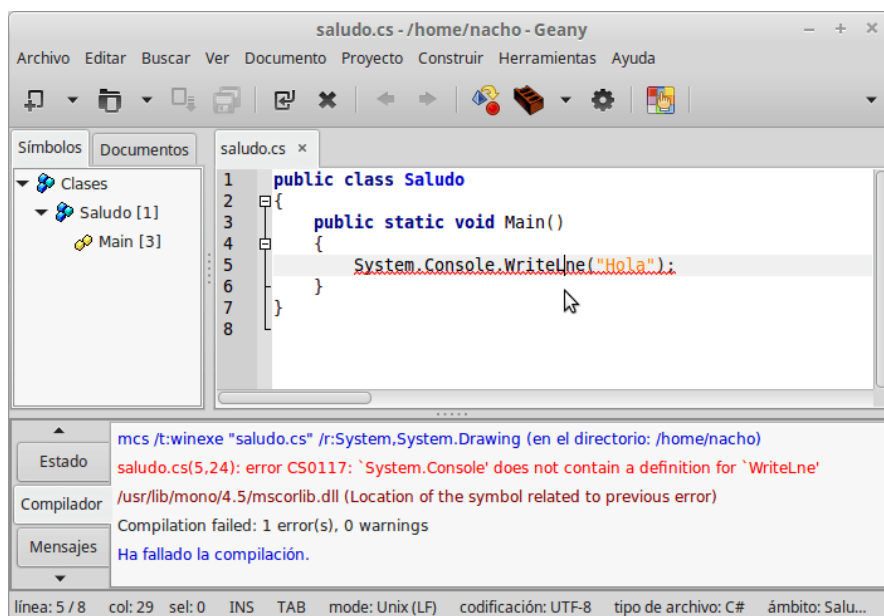 saludo.cs - /home/nacho - Geany
Archivo Editar Buscar Ver Documento Proyecto Construir Herramientas Ayuda
Símbolos Documentos
saludo.cs ×
Clases
Saludo [1]
Main [3]
1 public class Saludo
2 {
3 public static void Main()
4 {
5 System.Console.WriteLne("Hola");
6 }
7 }
8
Estado
Compilador
Mensajes
mcs /t:winexe "saludo.cs" /r:System,System.Drawing (en el directorio: /home/nacho)
saludo.cs(5,24): error CS0117: `System.Console' does not contain a definition for `WriteLne'
/usr/lib/mono/4.5/mscorlib.dll (Location of the symbol related to previous error)
Compilation failed: 1 error(s), 0 warnings
Ha fallado la compilación.
línea: 5 / 8 col: 29 sel: 0 INS TAB mode: Unix (LF) codificación: UTF-8 tipo de archivo: C# ámbito: Salu...